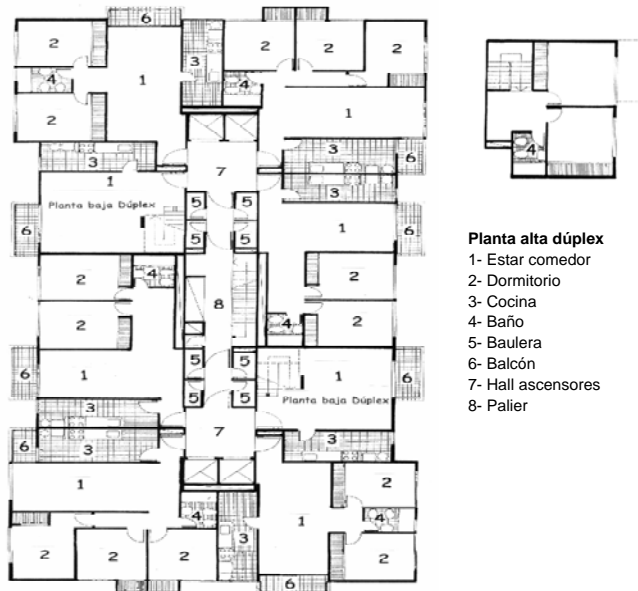 6
2 2 2 2
3
4 1 4
1
2
3 6 4
3
7
1
3
5 5
Planta baja Dúplex
1
6 6
5 5
2 2
4
8
2 2
4
5 5
1
6 1 6
5 5
Planta baja Dúplex
3
7
3
6 3
1 2
4 4
1
2
2 2 2
3
6
Planta alta dúplex
1- Estar comedor
2- Dormitorio
3- Cocina
4- Baño
5- Baulera
6- Balcón
7- Hall ascensores
8- Palier